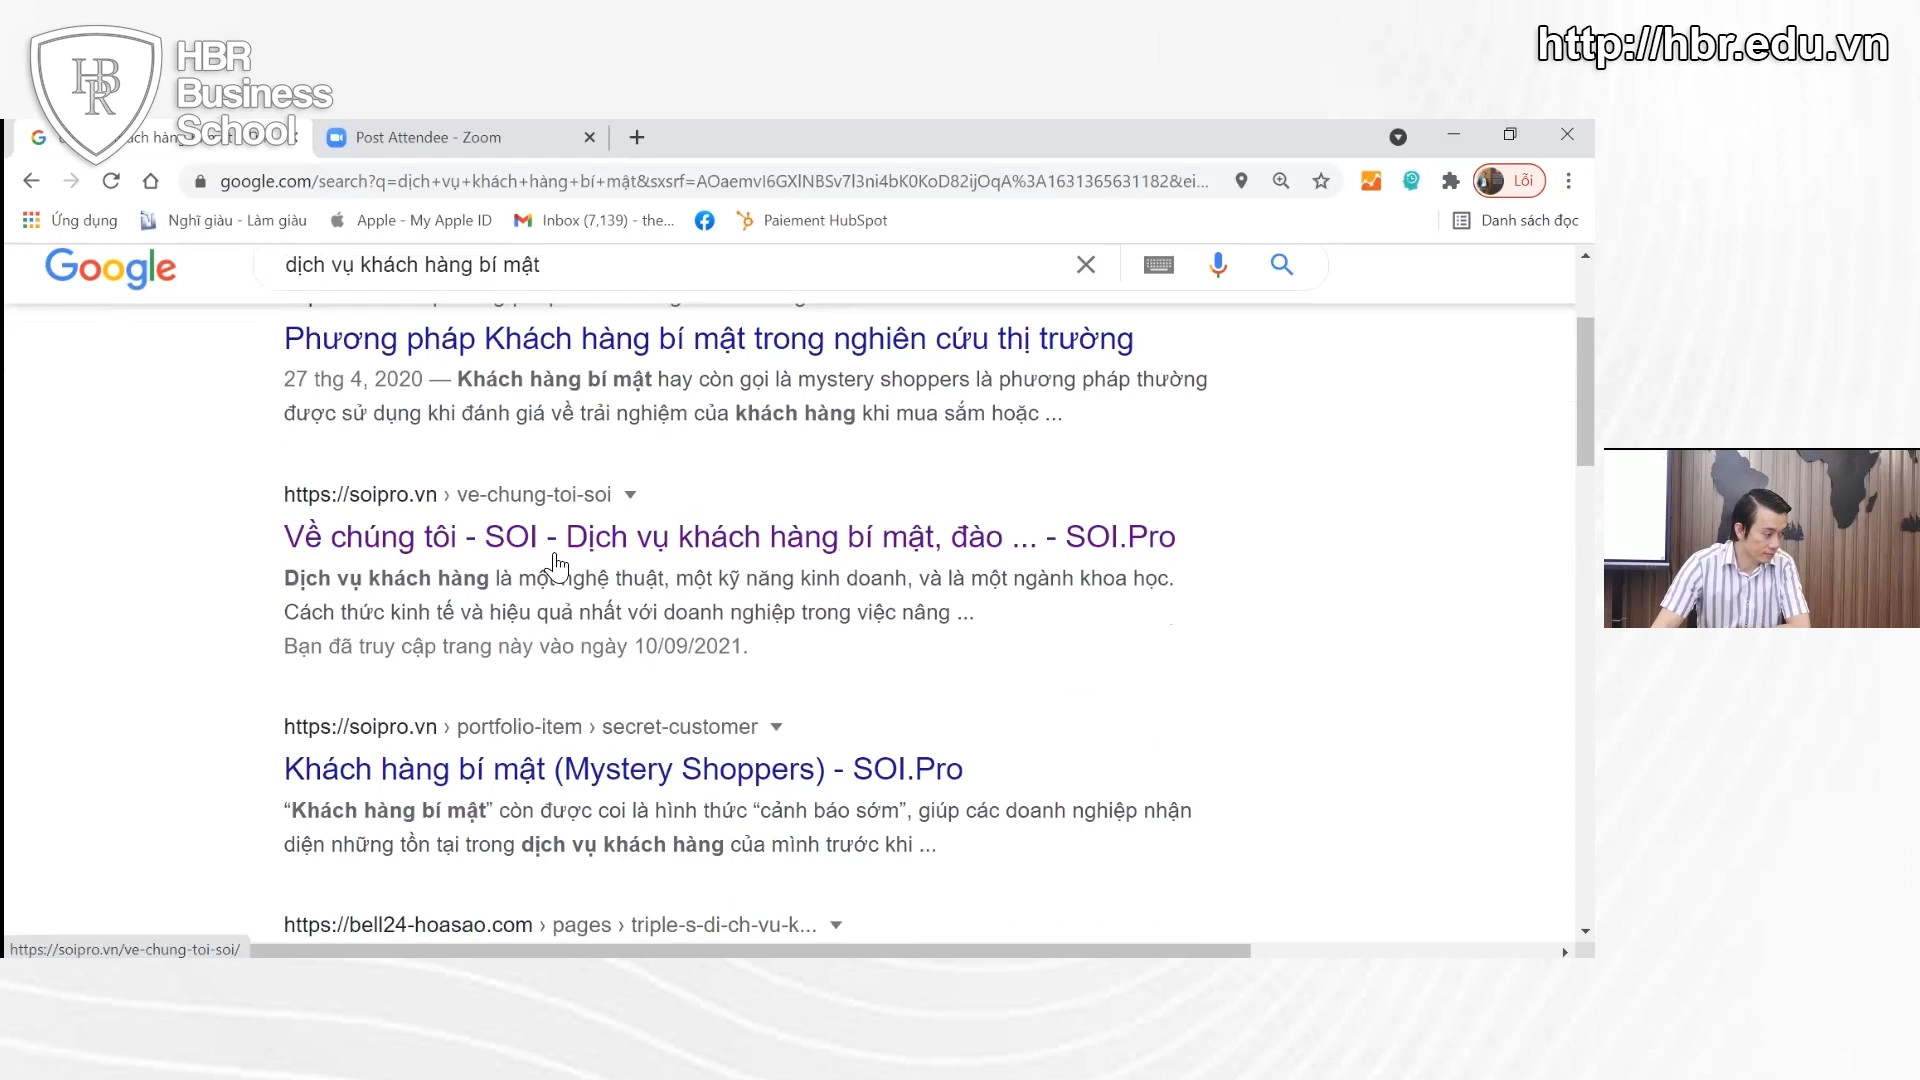 HBR
Business
School
http://hbr.edu.vn
HBR
Post Attendee - Zoom
google.com/search?q=dịch+vụ+khách+hàng+bí+mật&sxsrf=AOaemvI6GXlNBSv7l3ni4bK0KoD82ijOqA%3A1631365631182&ei...
Lỗi
Ứng dụng
Nghĩ giàu - Làm giàu
Apple - My Apple ID
Inbox (7,139) - the...
Paiement HubSpot
Danh sách đọc
Google
dịch vụ khách hàng bí mật
Phương pháp Khách hàng bí mật trong nghiên cứu thị trường
27 thg 4, 2020 — Khách hàng bí mật hay còn gọi là mystery shoppers là phương pháp thường
được sử dụng khi đánh giá về trải nghiệm của khách hàng khi mua sắm hoặc ...
https://soipro.vn › ve-chung-toi-soi
Về chúng tôi - SOI - Dịch vụ khách hàng bí mật, đào ... - SOI.Pro
Dịch vụ khách hàng là một nghệ thuật, một kỹ năng kinh doanh, và là một ngành khoa học.
Cách thức kinh tế và hiệu quả nhất với doanh nghiệp trong việc nâng ...
Bạn đã truy cập trang này vào ngày 10/09/2021.
https://soipro.vn › portfolio-item › secret-customer
Khách hàng bí mật (Mystery Shoppers) - SOI.Pro
“Khách hàng bí mật” còn được coi là hình thức “cảnh báo sớm”, giúp các doanh nghiệp nhận
diện những tồn tại trong dịch vụ khách hàng của mình trước khi ...
https://bell24-hoasao.com › pages › triple-s-di-ch-vu-k...
https://soipro.vn/ve-chung-toi-soi/